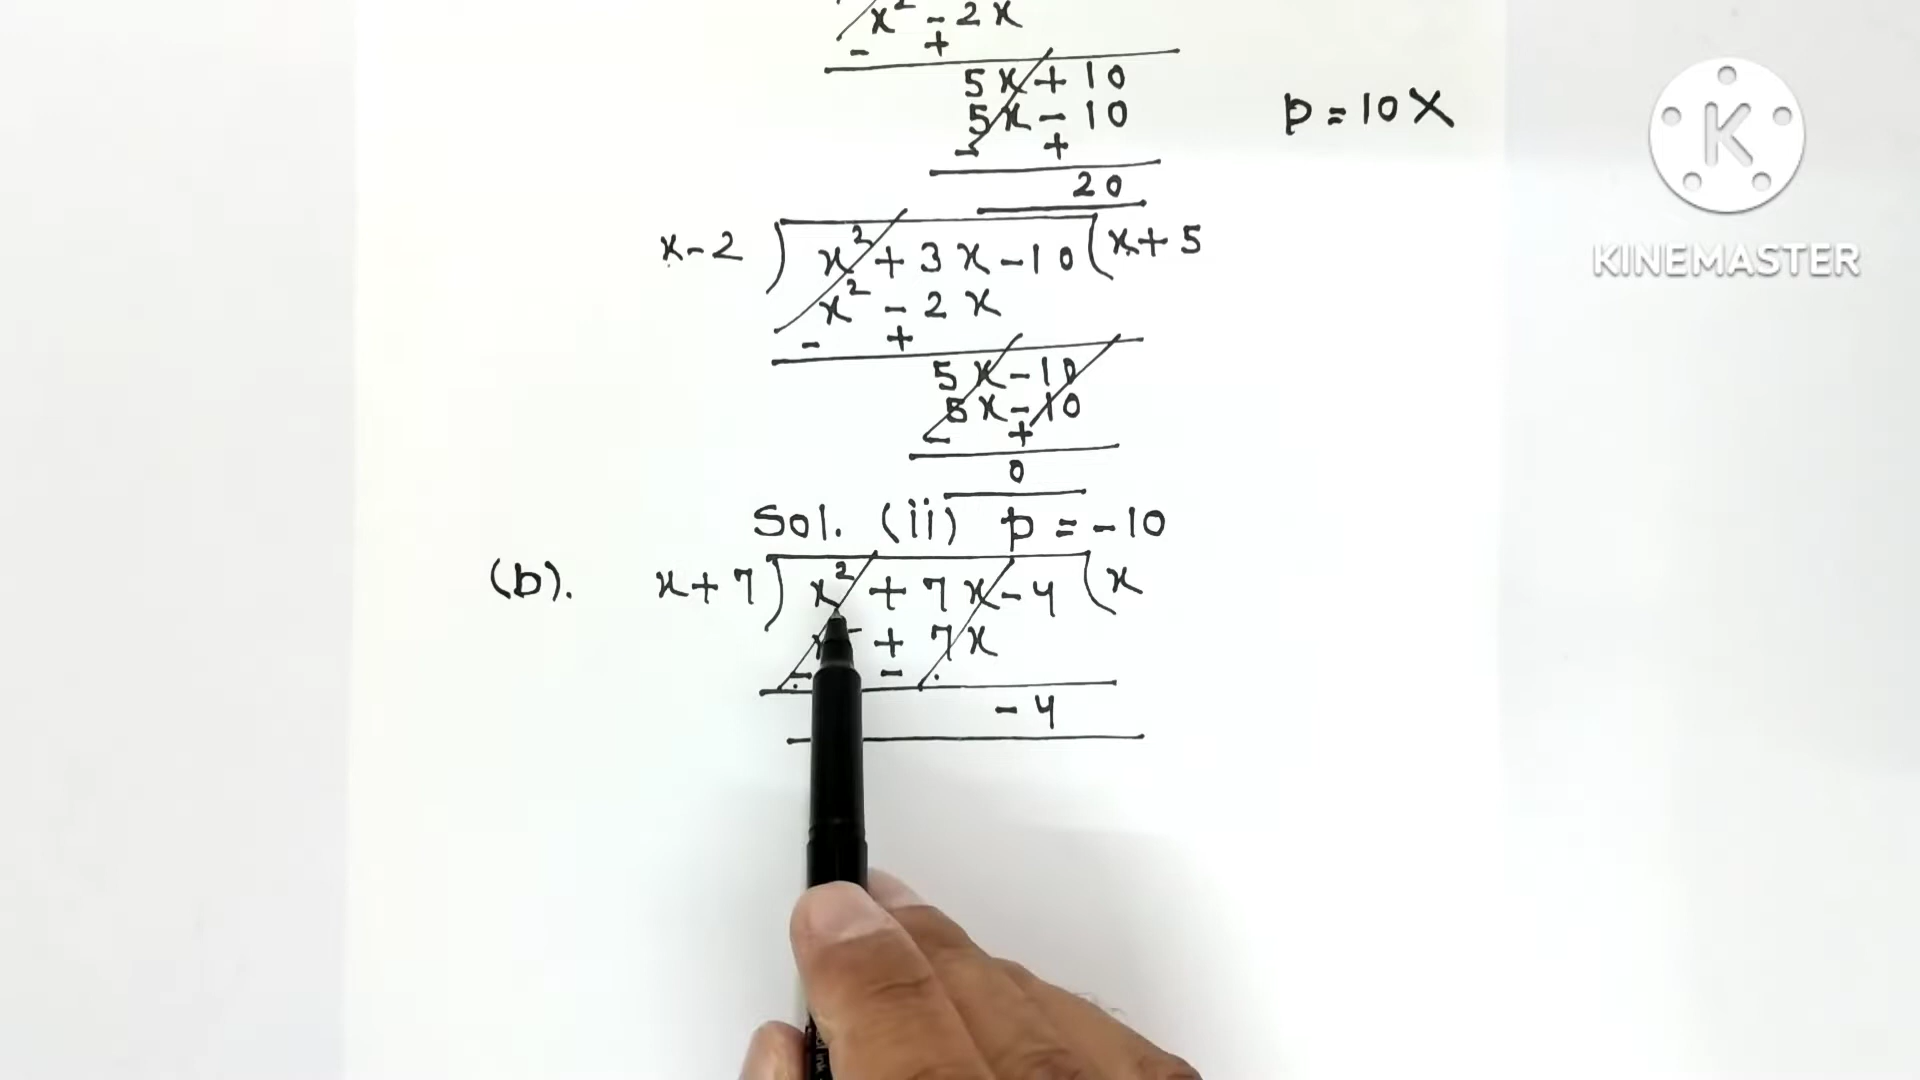 x² - 2x
- +
5x + 10
5x - 10
- +
20
p = 10 X
K
KINEMASTER
x - 2 ) x² + 3x - 10 ( x + 5
x² - 2x
- +
5x - 10
5x - 10
- +
0
Sol. (ii) p = -10
(b). x + 7 ) x² + 7x - 4 ( x
+ 7x
- -
- 4